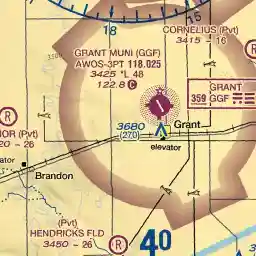 CORNELIUS (Pvt)
3415 - 16
18
GRANT MUNI (GGF)
AWOS-3PT 118.025
3425 *L 48
122.8 C
GRANT
359 GGF
3680
(270)
Grant
elevator
R
(Pvt)
20 - 26
ator
Brandon
(Pvt)
HENDRICKS FLD
3450 - 26
R
40
R
R